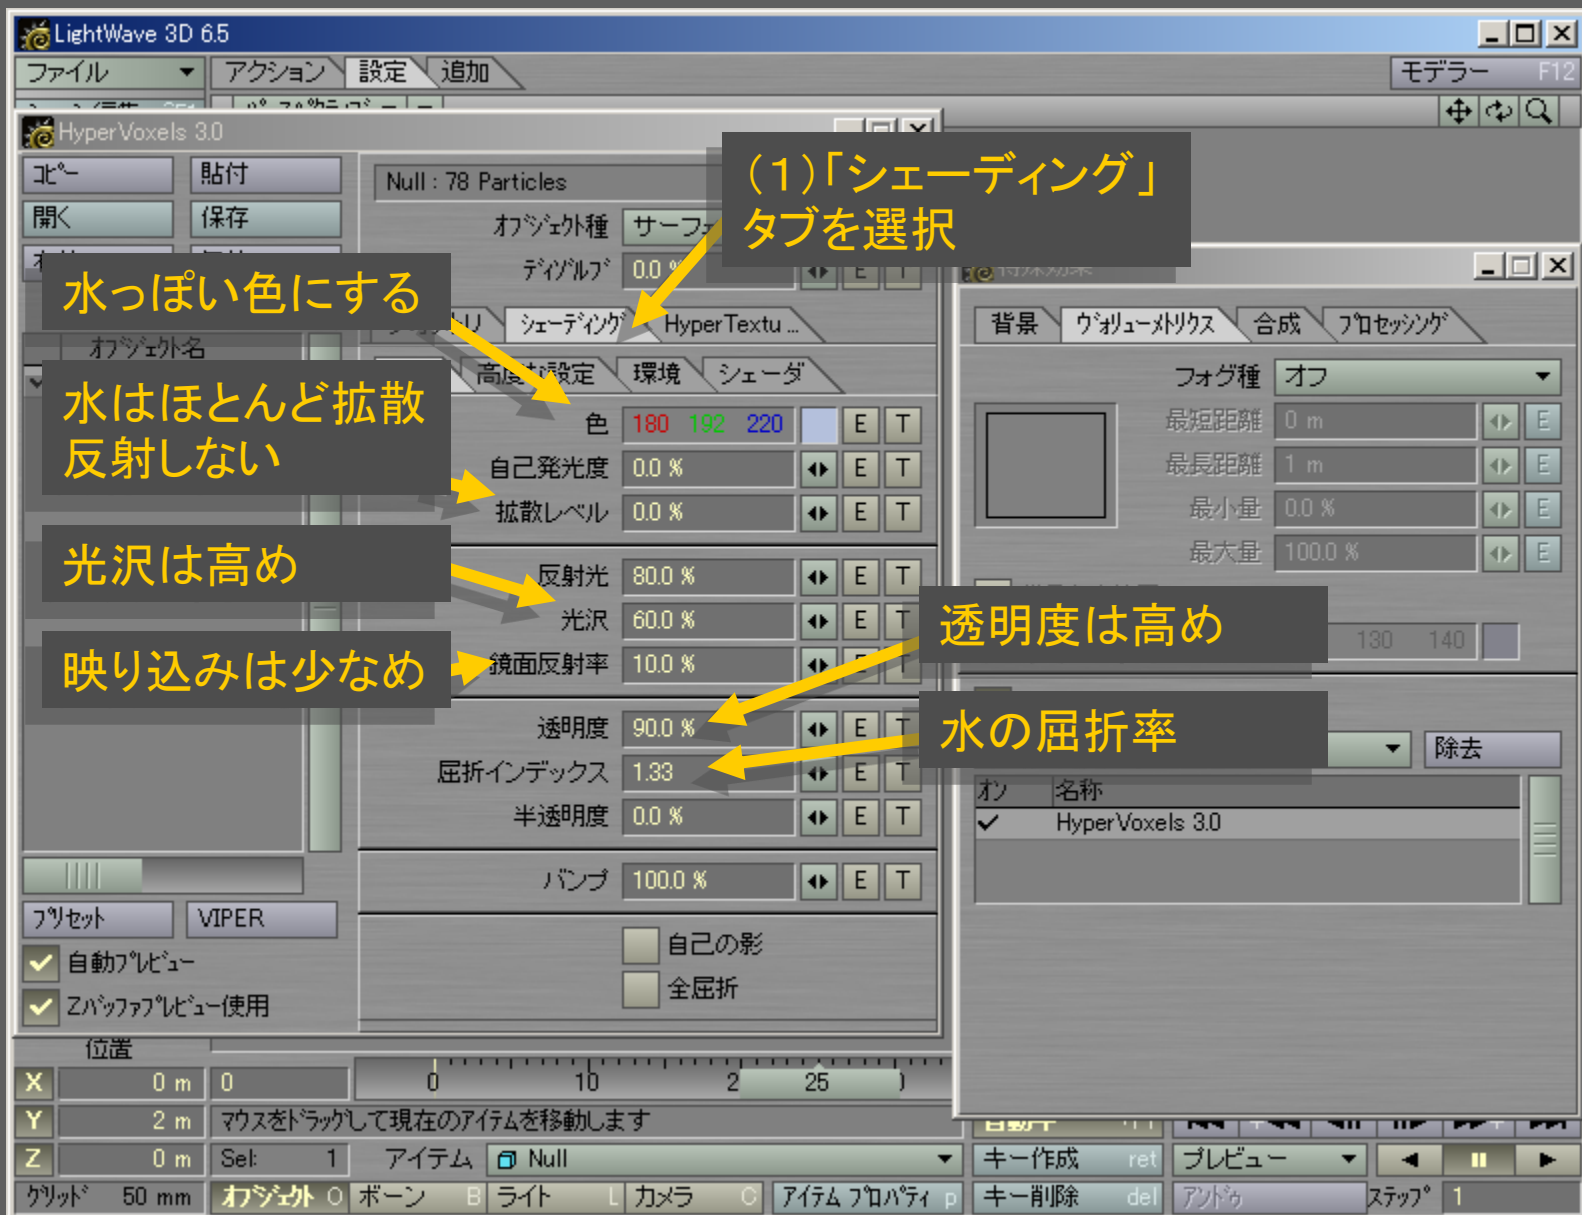 LightWave 3D 6.5
ファイル アクション 設定 追加 モデラー F12
HyperVoxels 3.0
コピー 貼付 Null : 78 Particles
(1)「シェーディング」
タブを選択
開く 保存 オブジェクト種 サーフェ
ディゾルブ 0.0 % E T
水っぽい色にする
シェーディング HyperTextu ...
オブジェクト名
高度な設定 環境 シェーダ
水はほとんど拡散
反射しない
色 180 192 220 E T
自己発光度 0.0 % E T
拡散レベル 0.0 % E T
光沢は高め
反射光 80.0 % E T
光沢 60.0 % E T
映り込みは少なめ
鏡面反射率 10.0 % E T
透明度は高め
透明度 90.0 % E T
水の屈折率
屈折インデックス 1.33 E T
半透明度 0.0 % E T
バンプ 100.0 % E T
プリセット VIPER
自己の影
自動プレビュー
全屈折
Zバッファプレビュー使用
特殊効果
背景 ヴォリューメトリクス 合成 プロセッシング
フォグ種 オフ
最短距離 0 m E
最長距離 1 m E
最小量 0.0 % E
最大量 100.0 % E
130 140
除去
オン 名称
HyperVoxels 3.0
位置
X 0 m 0 0 10 2 25
Y 2 m マウスをドラッグして現在のアイテムを移動します
Z 0 m Sel: 1 アイテム Null キー作成 ret プレビュー
グリッド 50 mm オブジェクト O ボーン B ライト L カメラ C アイテム プロパティ p キー削除 del アンドゥ ステップ 1